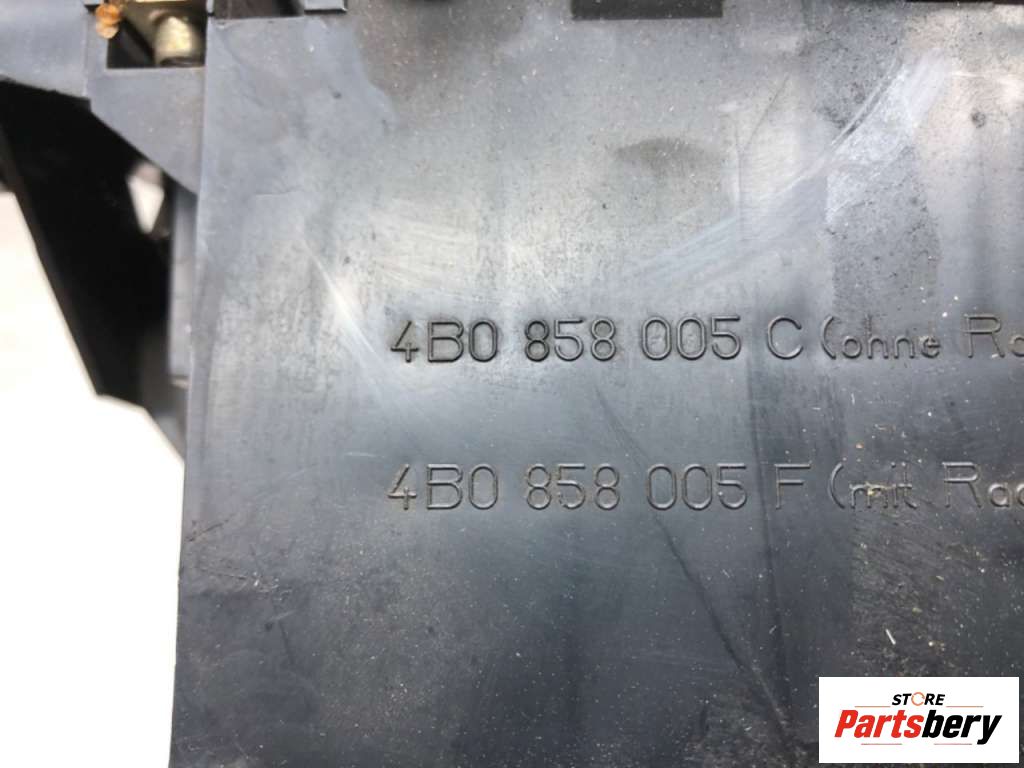 4B0 858 005 C (ohne
4B0 858 005 F (mit
STORE
Partsbery